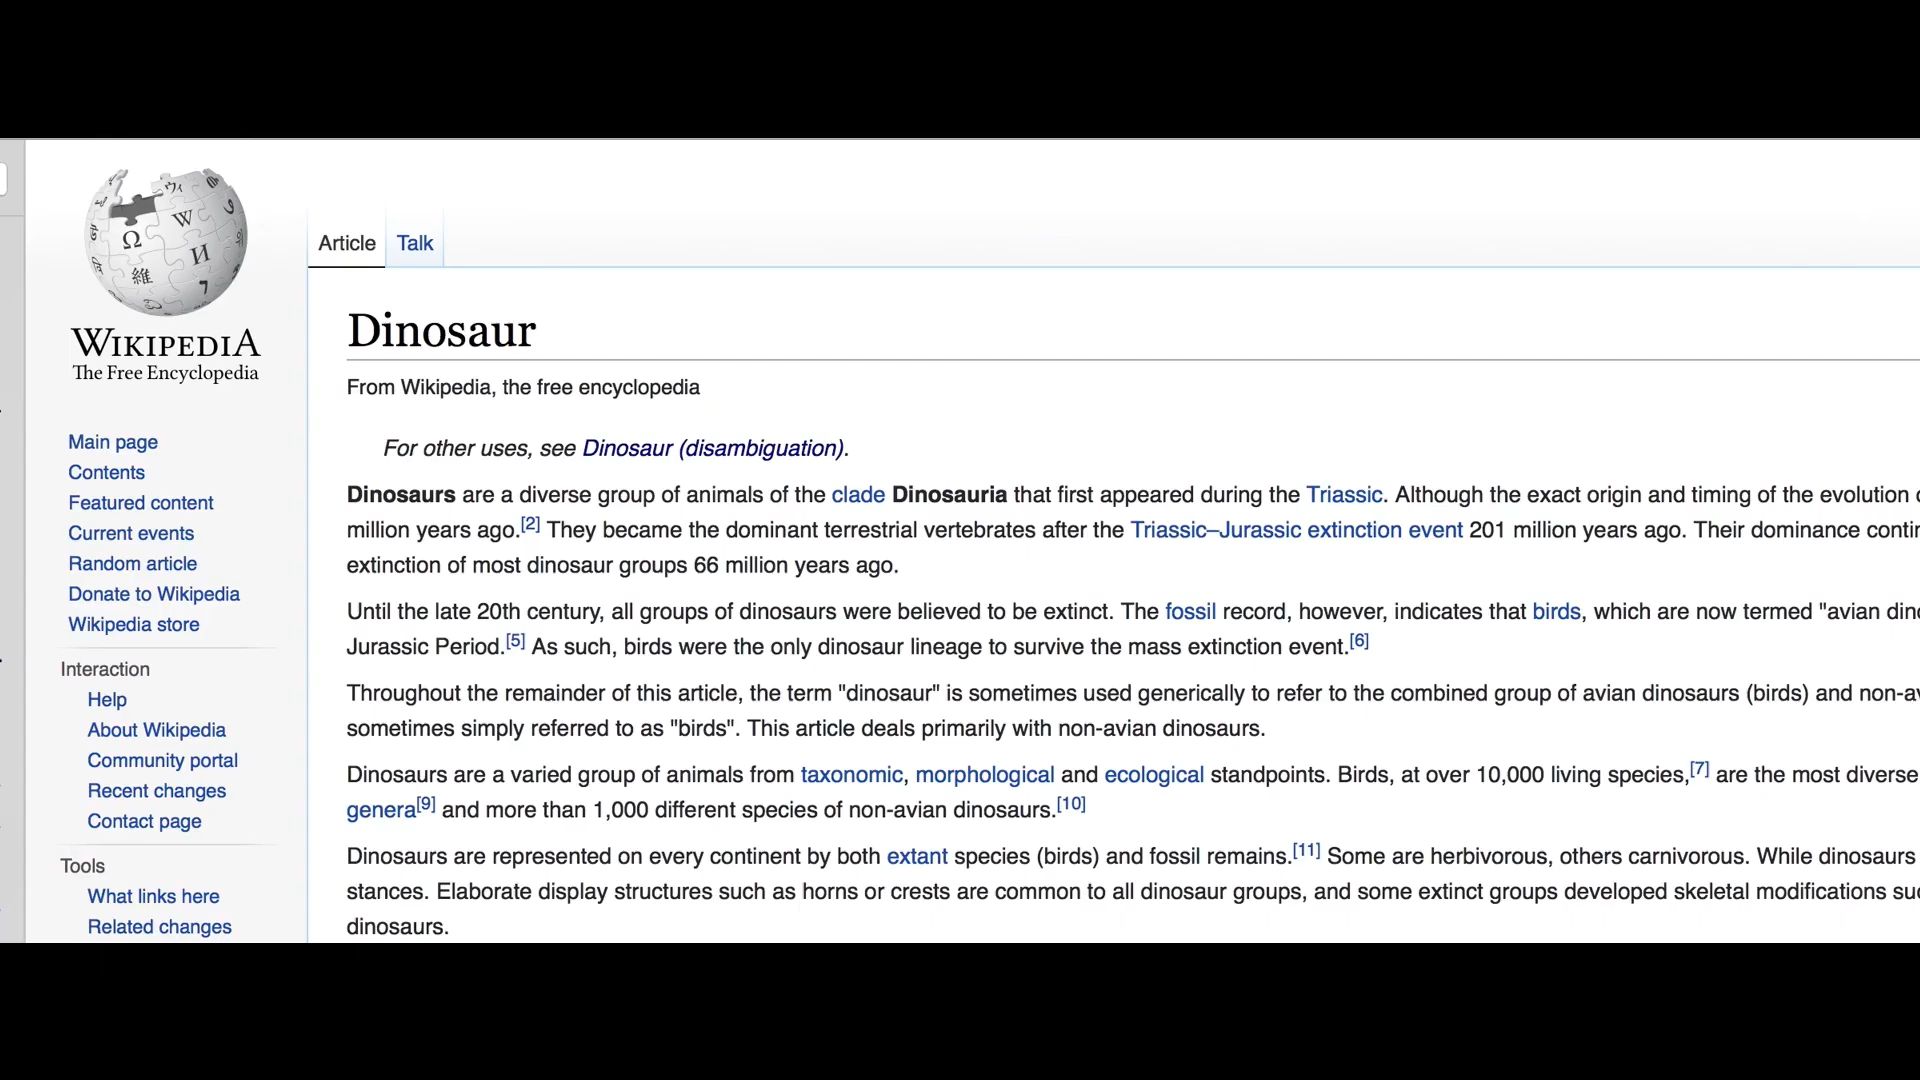 WIKIPEDIA
The Free Encyclopedia
Main page
Contents
Featured content
Current events
Random article
Donate to Wikipedia
Wikipedia store
Interaction
Help
About Wikipedia
Community portal
Recent changes
Contact page
Tools
What links here
Related changes
Article Talk
Dinosaur
From Wikipedia, the free encyclopedia
For other uses, see Dinosaur (disambiguation).
Dinosaurs are a diverse group of animals of the clade Dinosauria that first appeared during the Triassic. Although the exact origin and timing of the evolution
million years ago.[2] They became the dominant terrestrial vertebrates after the Triassic–Jurassic extinction event 201 million years ago. Their dominance
extinction of most dinosaur groups 66 million years ago.
Until the late 20th century, all groups of dinosaurs were believed to be extinct. The fossil record, however, indicates that birds, which are now termed "avian
Jurassic Period.[5] As such, birds were the only dinosaur lineage to survive the mass extinction event.[6]
Throughout the remainder of this article, the term "dinosaur" is sometimes used generically to refer to the combined group of avian dinosaurs (birds) and
sometimes simply referred to as "birds". This article deals primarily with non-avian dinosaurs.
Dinosaurs are a varied group of animals from taxonomic, morphological and ecological standpoints. Birds, at over 10,000 living species,[7] are the most diverse
genera[9] and more than 1,000 different species of non-avian dinosaurs.[10]
Dinosaurs are represented on every continent by both extant species (birds) and fossil remains.[11] Some are herbivorous, others carnivorous. While dinosaurs
stances. Elaborate display structures such as horns or crests are common to all dinosaur groups, and some extinct groups developed skeletal modifications
dinosaurs.